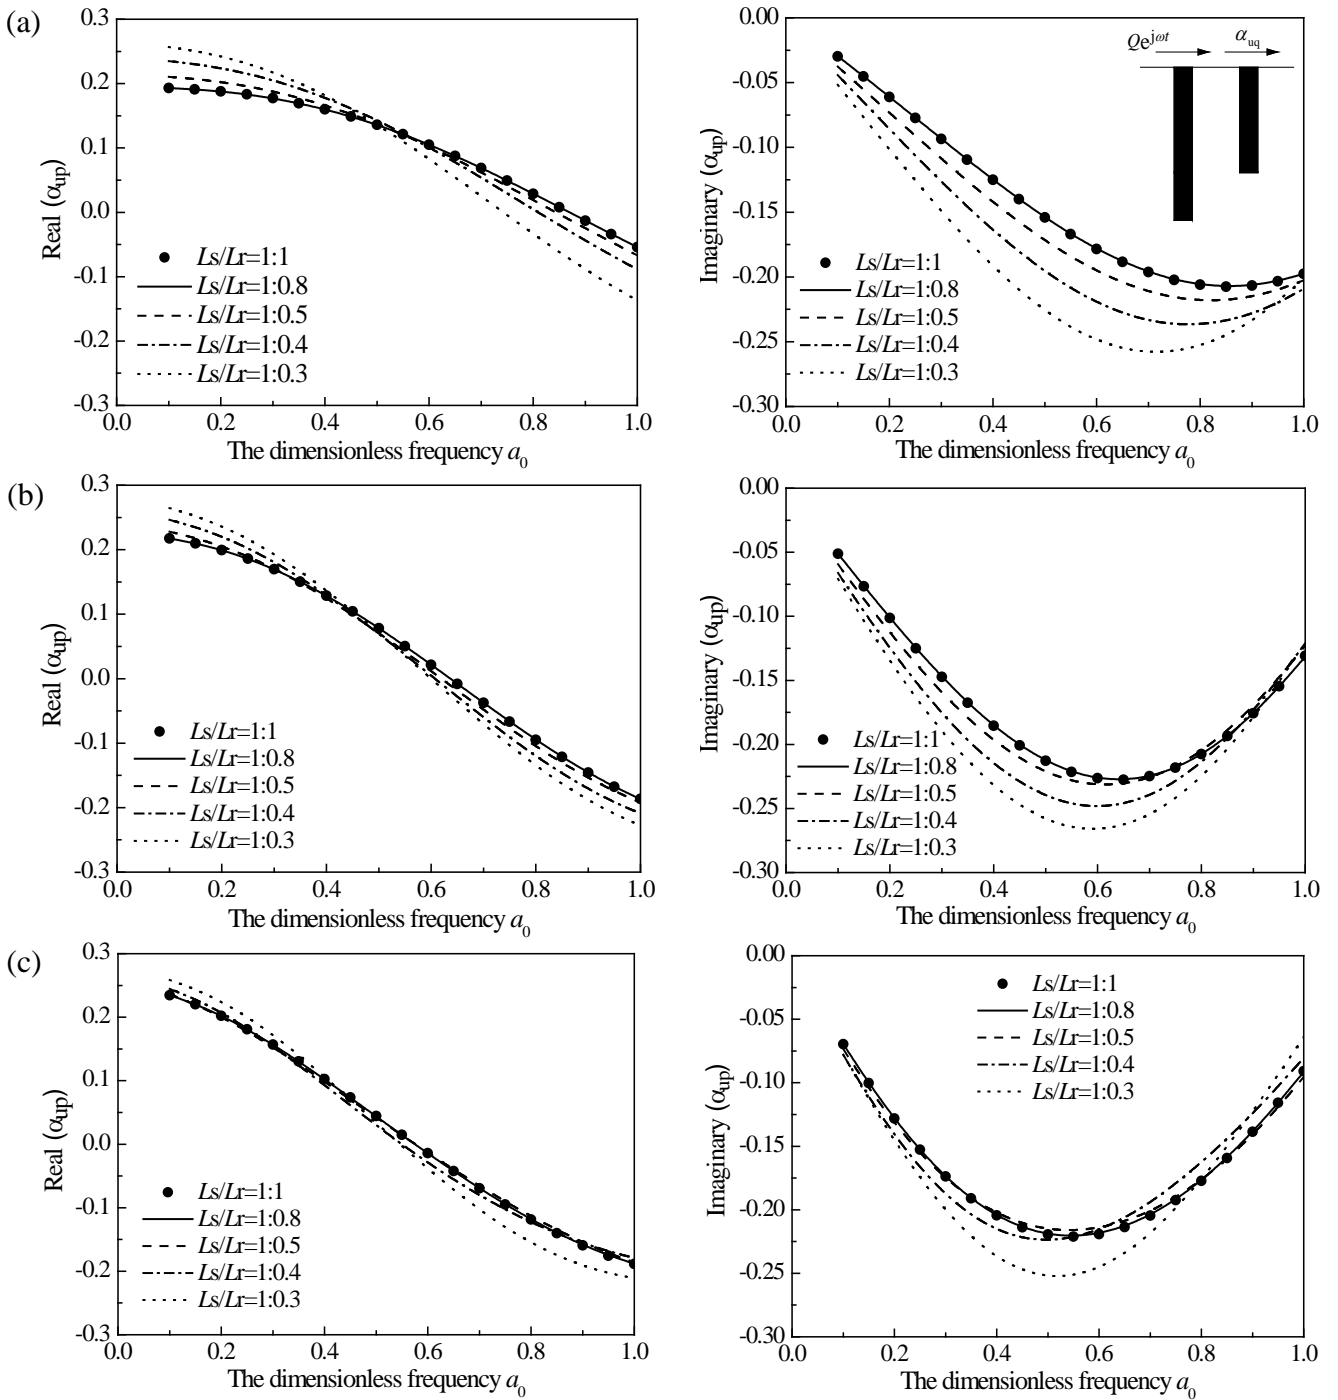 (a)
0.3
0.2
0.1
0.0
-0.1
-0.2
-0.3
Real (αup)
Ls/Lr=1:1
Ls/Lr=1:0.8
Ls/Lr=1:0.5
Ls/Lr=1:0.4
Ls/Lr=1:0.3
0.0 0.2 0.4 0.6 0.8 1.0
The dimensionless frequency a0
0.00
-0.05
-0.10
-0.15
-0.20
-0.25
-0.30
Imaginary (αup)
Qe^jωt
αuq
Ls/Lr=1:1
Ls/Lr=1:0.8
Ls/Lr=1:0.5
Ls/Lr=1:0.4
Ls/Lr=1:0.3
0.0 0.2 0.4 0.6 0.8 1.0
The dimensionless frequency a0
(b)
0.3
0.2
0.1
0.0
-0.1
-0.2
-0.3
Real (αup)
Ls/Lr=1:1
Ls/Lr=1:0.8
Ls/Lr=1:0.5
Ls/Lr=1:0.4
Ls/Lr=1:0.3
0.0 0.2 0.4 0.6 0.8 1.0
The dimensionless frequency a0
0.00
-0.05
-0.10
-0.15
-0.20
-0.25
-0.30
Imaginary (αup)
Ls/Lr=1:1
Ls/Lr=1:0.8
Ls/Lr=1:0.5
Ls/Lr=1:0.4
Ls/Lr=1:0.3
0.0 0.2 0.4 0.6 0.8 1.0
The dimensionless frequency a0
(c)
0.3
0.2
0.1
0.0
-0.1
-0.2
-0.3
Real (αup)
Ls/Lr=1:1
Ls/Lr=1:0.8
Ls/Lr=1:0.5
Ls/Lr=1:0.4
Ls/Lr=1:0.3
0.0 0.2 0.4 0.6 0.8 1.0
The dimensionless frequency a0
0.00
-0.05
-0.10
-0.15
-0.20
-0.25
-0.30
Imaginary (αup)
Ls/Lr=1:1
Ls/Lr=1:0.8
Ls/Lr=1:0.5
Ls/Lr=1:0.4
Ls/Lr=1:0.3
0.0 0.2 0.4 0.6 0.8 1.0
The dimensionless frequency a0